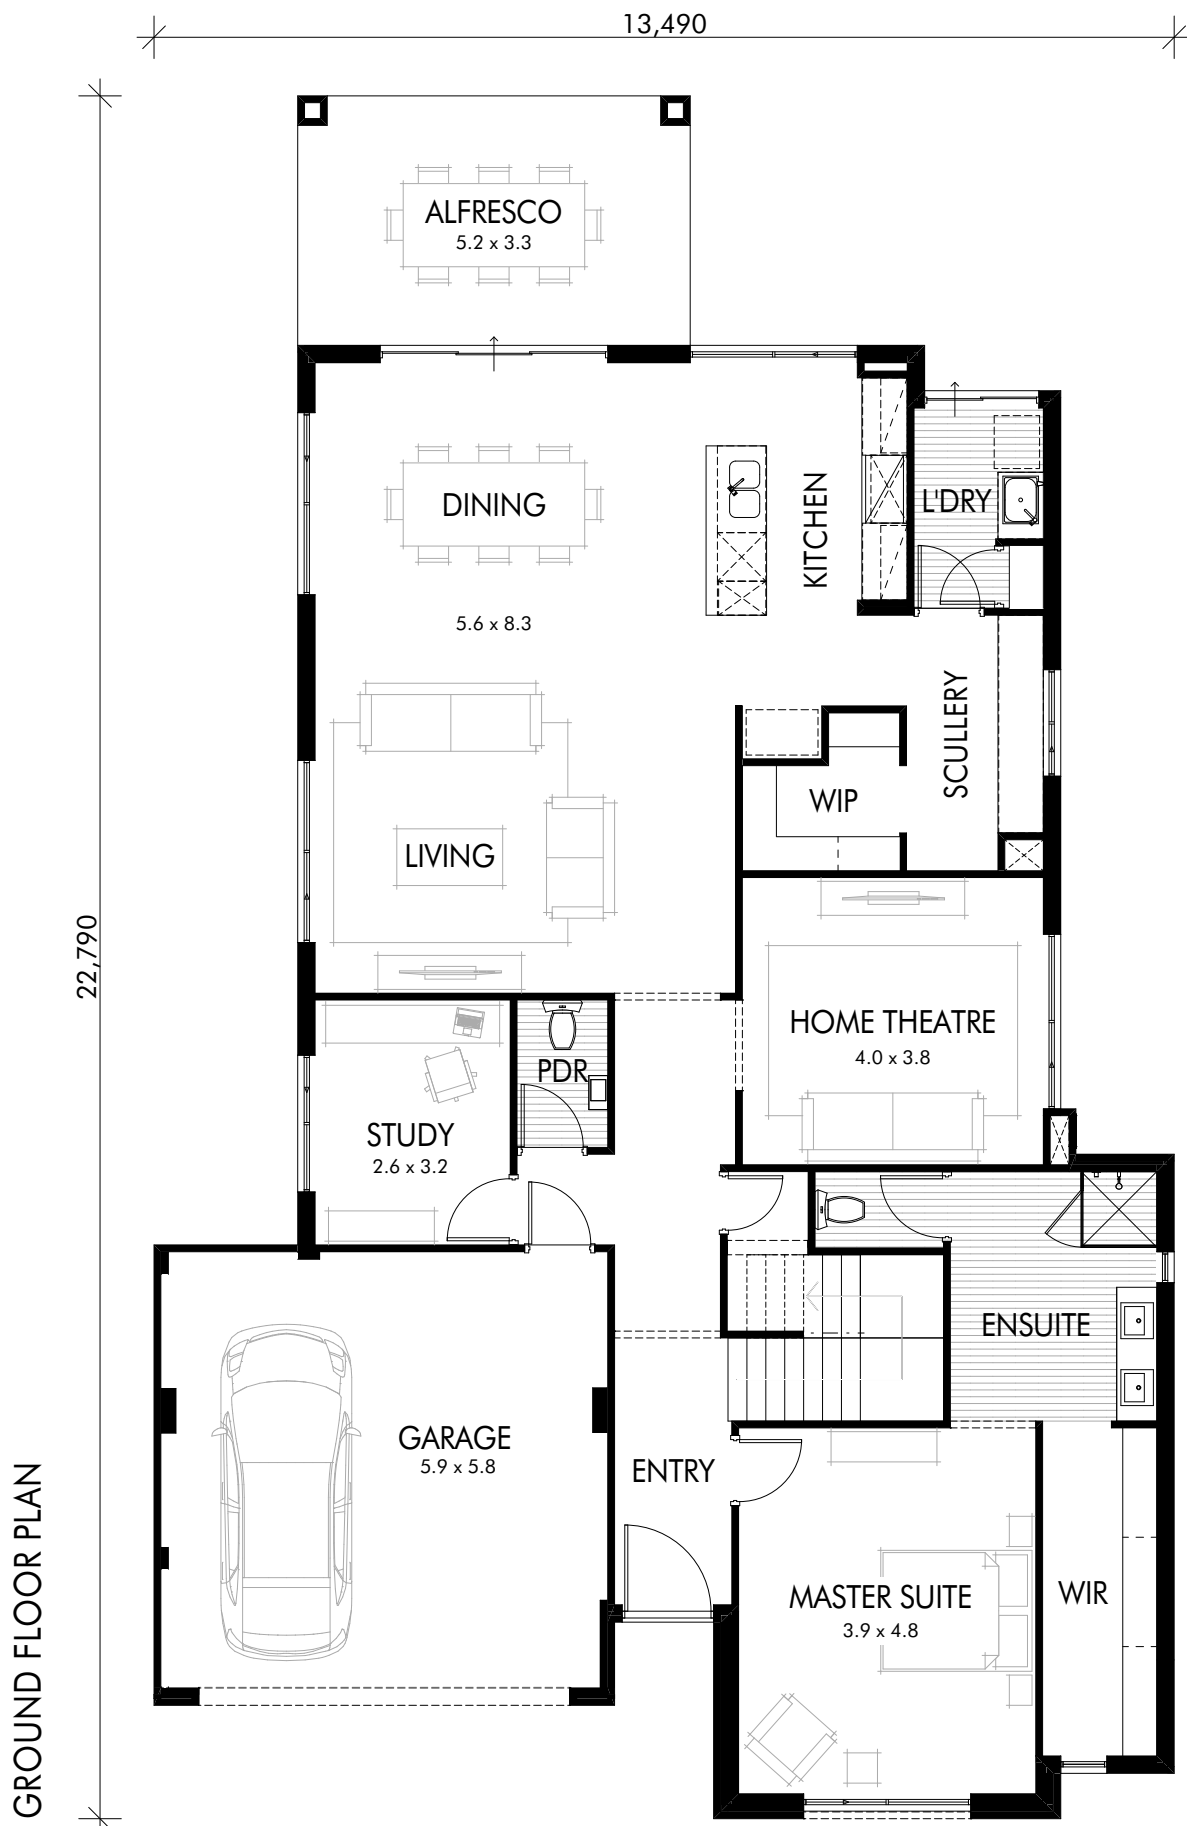 13,490
22,790
ALFRESCO
5.2 x 3.3
DINING
KITCHEN
L'DRY
5.6 x 8.3
SCULLERY
WIP
LIVING
HOME THEATRE
4.0 x 3.8
PDR
STUDY
2.6 x 3.2
ENSUITE
GARAGE
5.9 x 5.8
ENTRY
MASTER SUITE
3.9 x 4.8
WIR
GROUND FLOOR PLAN